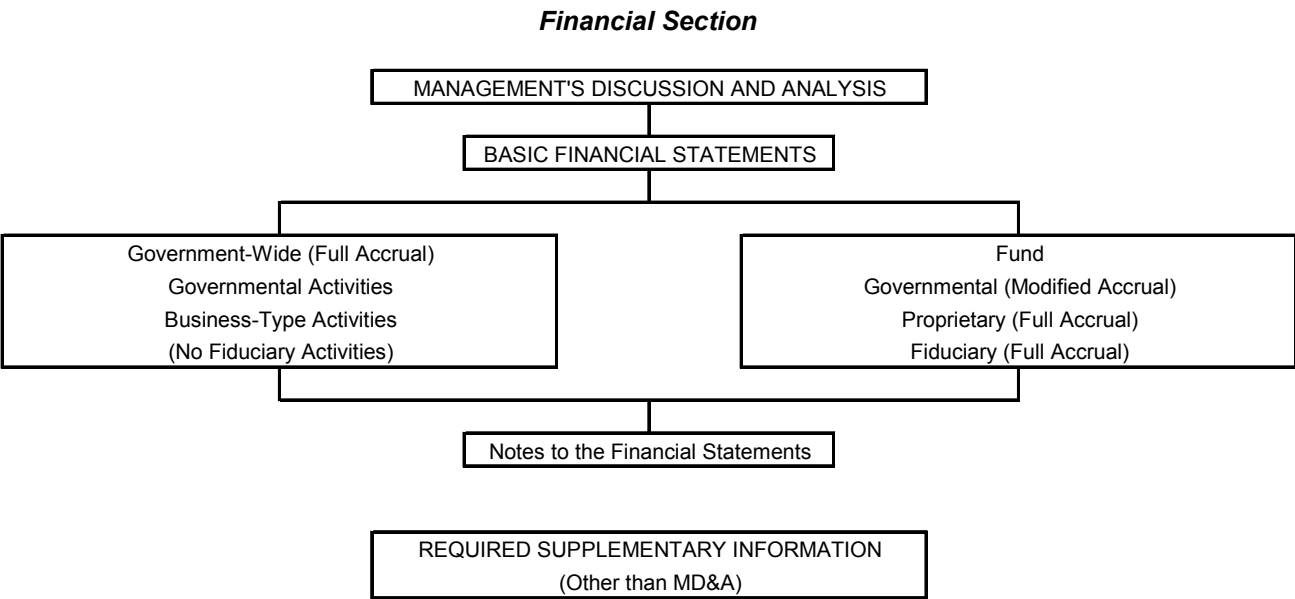 Financial Section
MANAGEMENT'S DISCUSSION AND ANALYSIS
BASIC FINANCIAL STATEMENTS
Government-Wide (Full Accrual)
Governmental Activities
Business-Type Activities
(No Fiduciary Activities)
Fund
Governmental (Modified Accrual)
Proprietary (Full Accrual)
Fiduciary (Full Accrual)
Notes to the Financial Statements
REQUIRED SUPPLEMENTARY INFORMATION
(Other than MD&A)